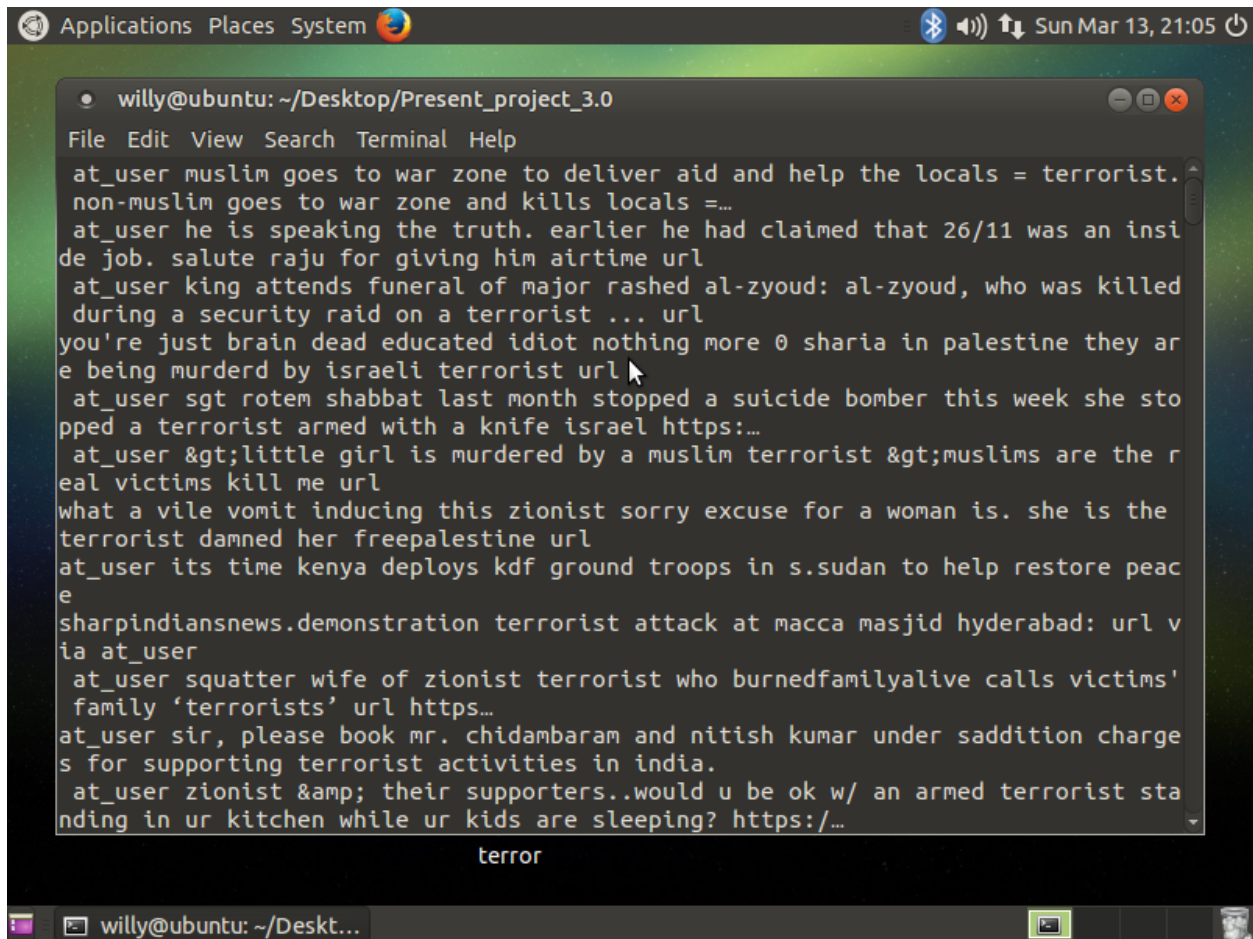 Applications Places System Sun Mar 13, 21:05
willy@ubuntu: ~/Desktop/Present_project_3.0
File Edit View Search Terminal Help
at_user muslim goes to war zone to deliver aid and help the locals = terrorist.
non-muslim goes to war zone and kills locals =…
at_user he is speaking the truth. earlier he had claimed that 26/11 was an insi
de job. salute raju for giving him airtime url
at_user king attends funeral of major rashed al-zyoud: al-zyoud, who was killed
during a security raid on a terrorist ... url
you're just brain dead educated idiot nothing more 0 sharia in palestine they ar
e being murderd by israeli terrorist url
at_user sgt rotem shabbat last month stopped a suicide bomber this week she sto
pped a terrorist armed with a knife israel https:…
at_user &gt;little girl is murdered by a muslim terrorist &gt;muslims are the r
eal victims kill me url
what a vile vomit inducing this zionist sorry excuse for a woman is. she is the
terrorist damned her freepalestine url
at_user its time kenya deploys kdf ground troops in s.sudan to help restore peac
e
sharpindiansnews.demonstration terrorist attack at macca masjid hyderabad: url v
ia at_user
at_user squatter wife of zionist terrorist who burnedfamilyalive calls victims'
family ‘terrorists’ url https…
at_user sir, please book mr. chidambaram and nitish kumar under saddition charge
s for supporting terrorist activities in india.
at_user zionist &amp; their supporters..would u be ok w/ an armed terrorist sta
nding in ur kitchen while ur kids are sleeping? https:/…
terror
willy@ubuntu: ~/Deskt...